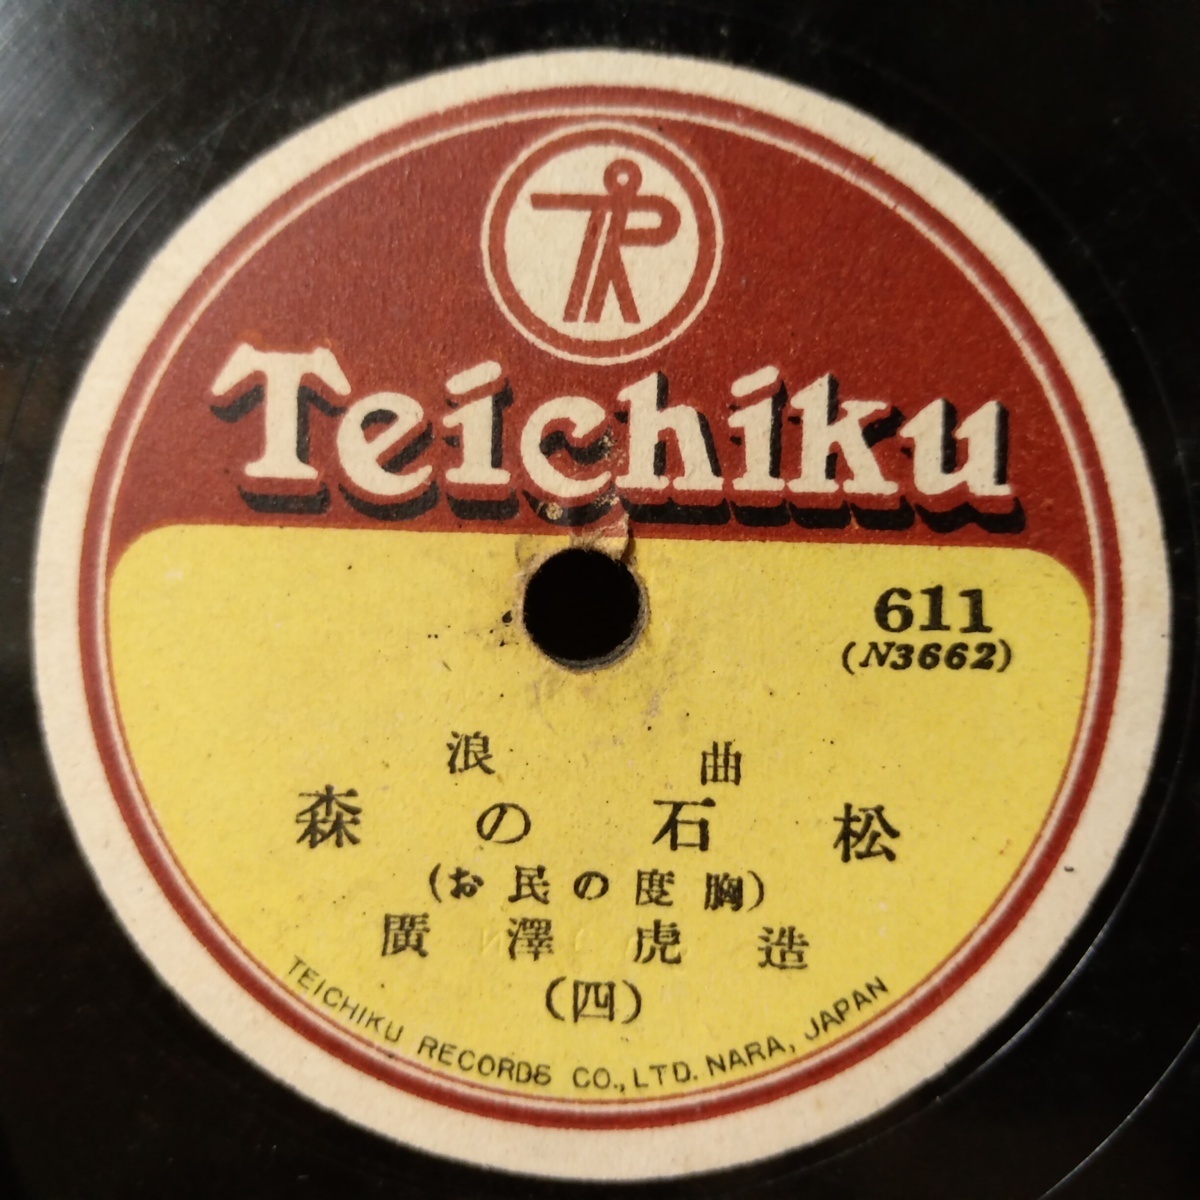 Teichiku
611
(N3662)
浪曲
森の石松
(お民の度胸)
廣澤虎造
(四)
TEICHIKU RECORDS CO., LTD. NARA, JAPAN